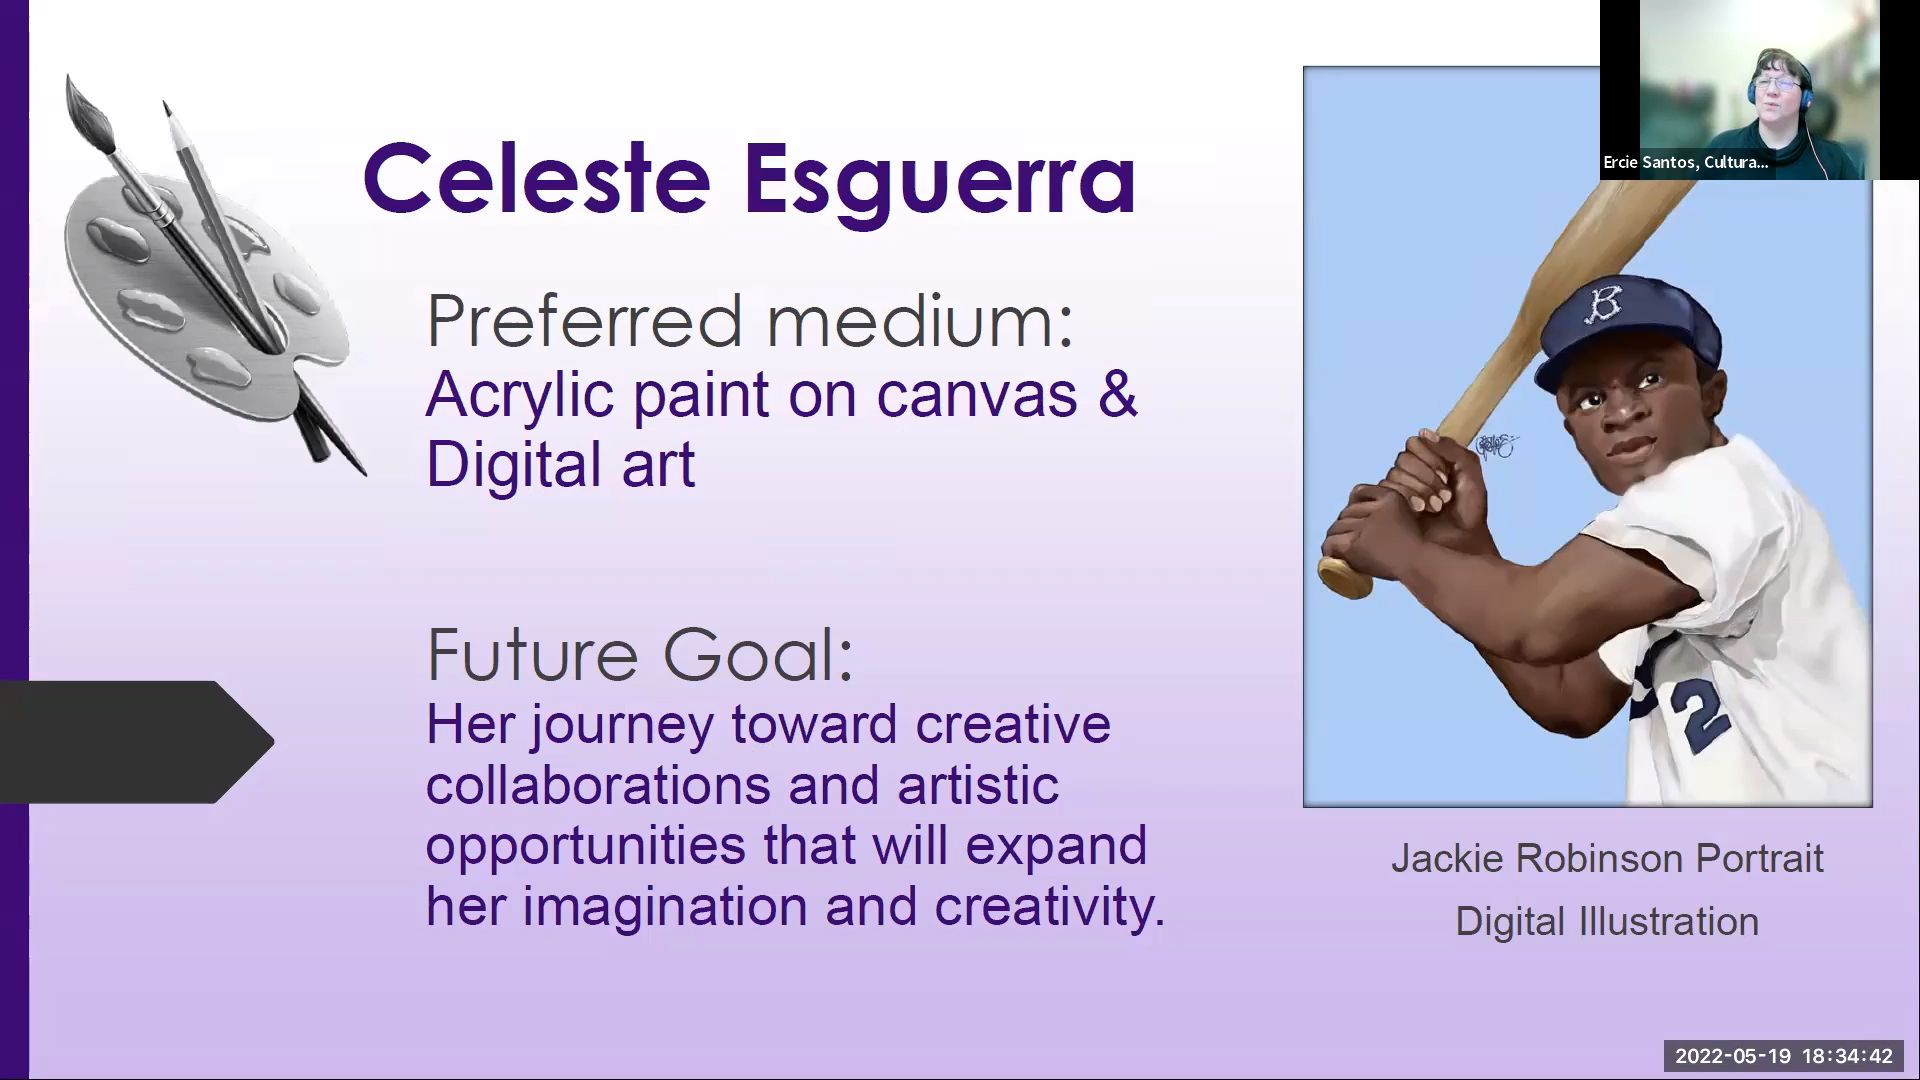 Celeste Esguerra
Preferred medium:
Acrylic paint on canvas &
Digital art
Future Goal:
Her journey toward creative
collaborations and artistic
opportunities that will expand
her imagination and creativity.
Ercie Santos, Cultura...
B
2
Jackie Robinson Portrait
Digital Illustration
2022-05-19 18:34:42